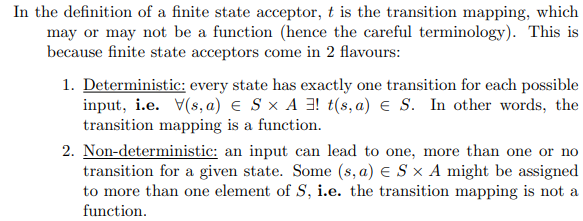 In the definition of a finite state acceptor, t is the transition mapping, which
may or may not be a function (hence the careful terminology). This is
because finite state acceptors come in 2 flavours:
1. Deterministic: every state has exactly one transition for each possible
input, i.e. ∀(s, a) ∈ S × A ∃! t(s, a) ∈ S. In other words, the
transition mapping is a function.
2. Non-deterministic: an input can lead to one, more than one or no
transition for a given state. Some (s, a) ∈ S × A might be assigned
to more than one element of S, i.e. the transition mapping is not a
function.